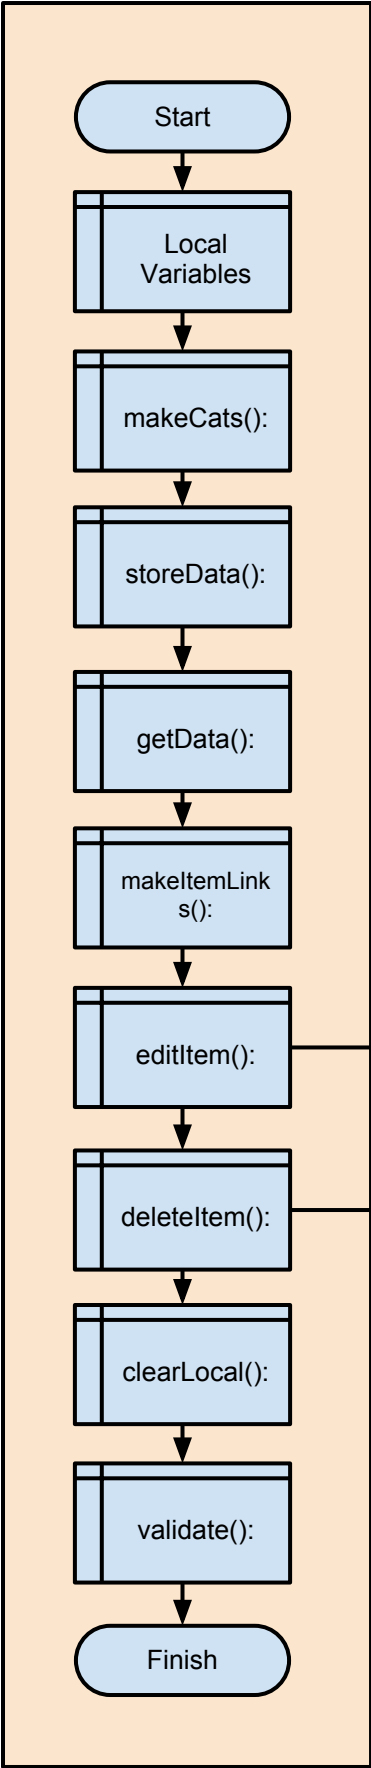 Start
Local
Variables
makeCats():
storeData():
getData():
makeItemLink
s():
editItem():
deleteItem():
clearLocal():
validate():
Finish